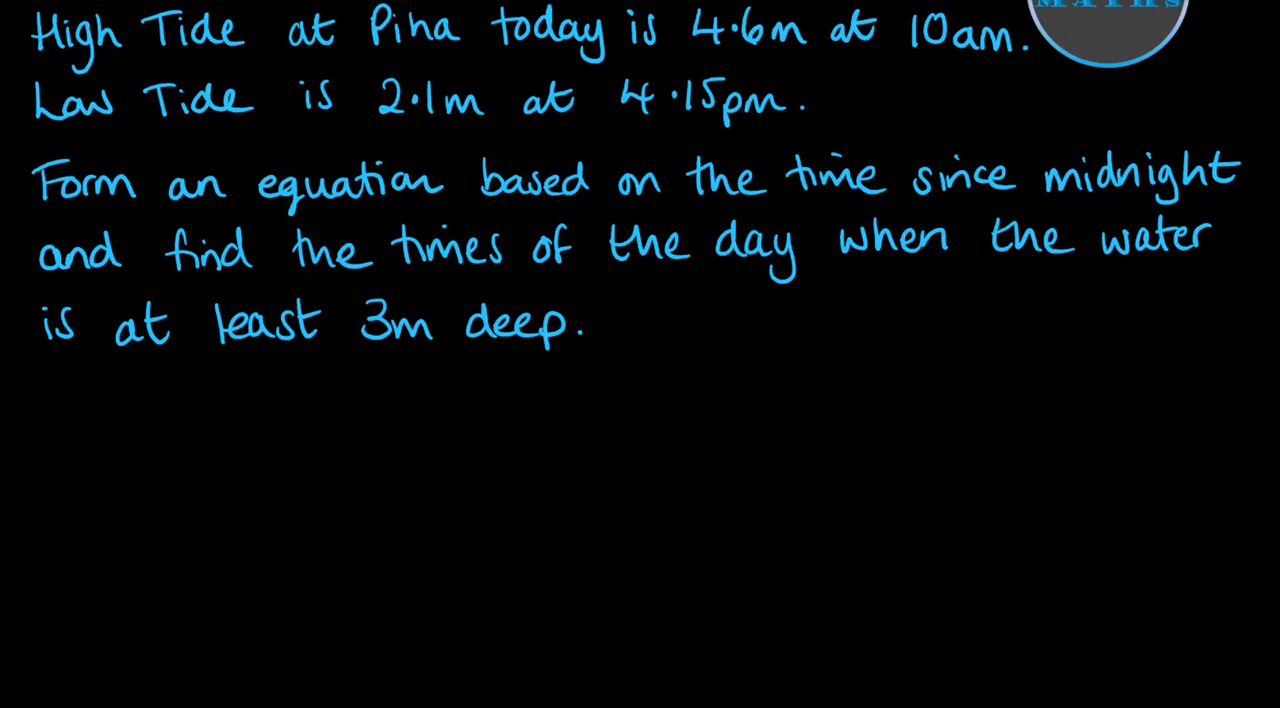 MATHS
High Tide at Piha today is 4.6m at 10am.
Low Tide is 2.1m at 4.15pm.
Form an equation based on the time since midnight
and find the times of the day when the water
is at least 3m deep.